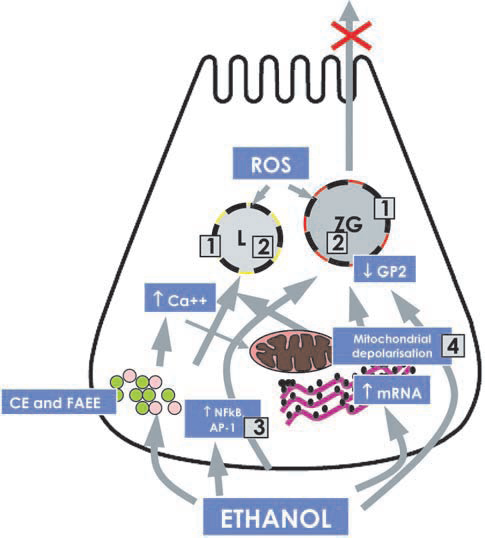 ROS
1
ZG
L
1
2
2
↓ GP2
↑ Ca++
Mitochondrial
depolarisation
4
CE and FAEE
↑ mRNA
↑ NFkB,
AP-1
3
ETHANOL